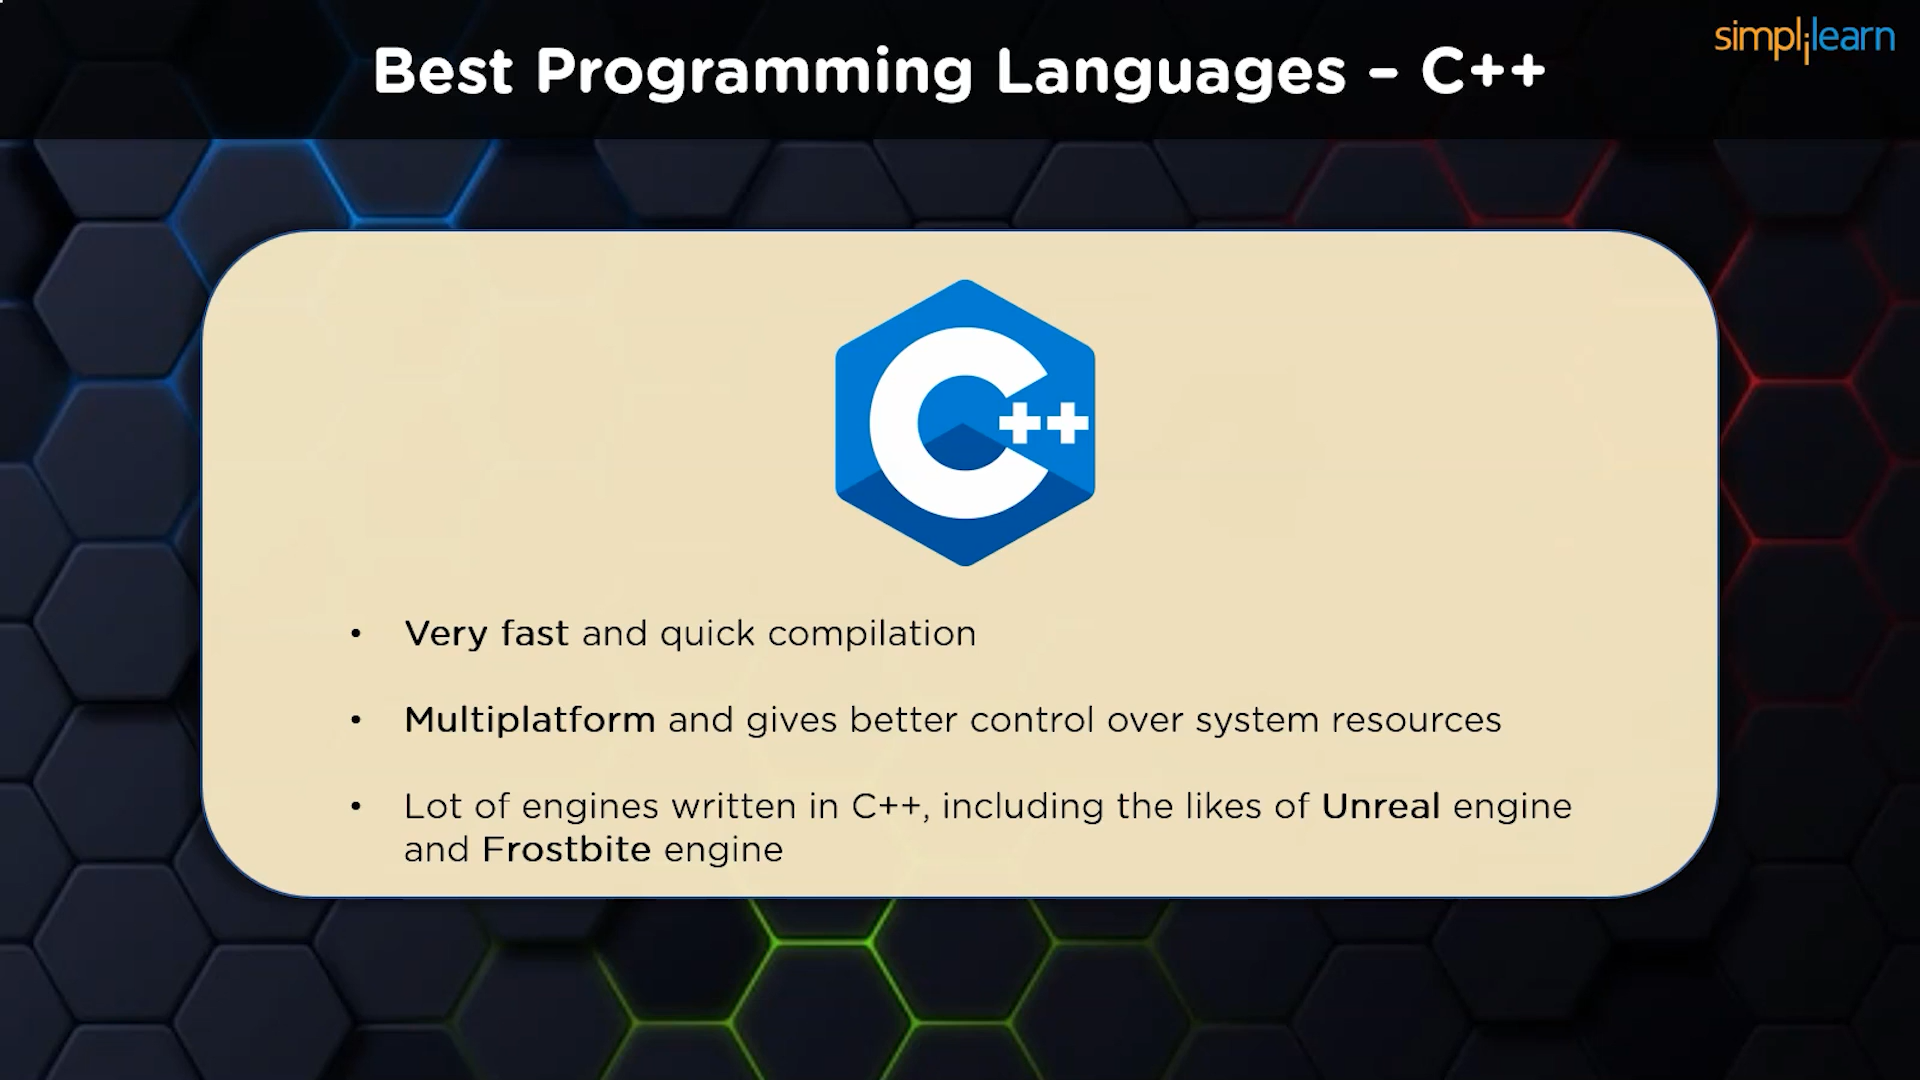 Best Programming Languages – C++
simplilearn
C++
• Very fast and quick compilation
• Multiplatform and gives better control over system resources
• Lot of engines written in C++, including the likes of Unreal engine
and Frostbite engine